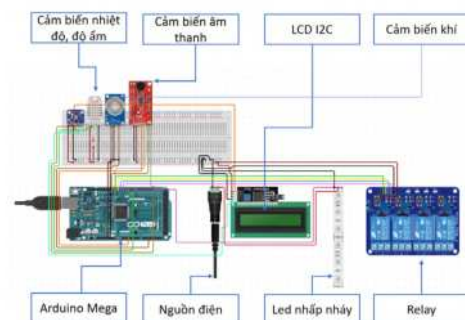 Cảm biến nhiệt
độ, độ ẩm
Cảm biến âm
thanh
LCD I2C
Cảm biến khí
Arduino Mega
Nguồn điện
Led nhấp nháy
Relay